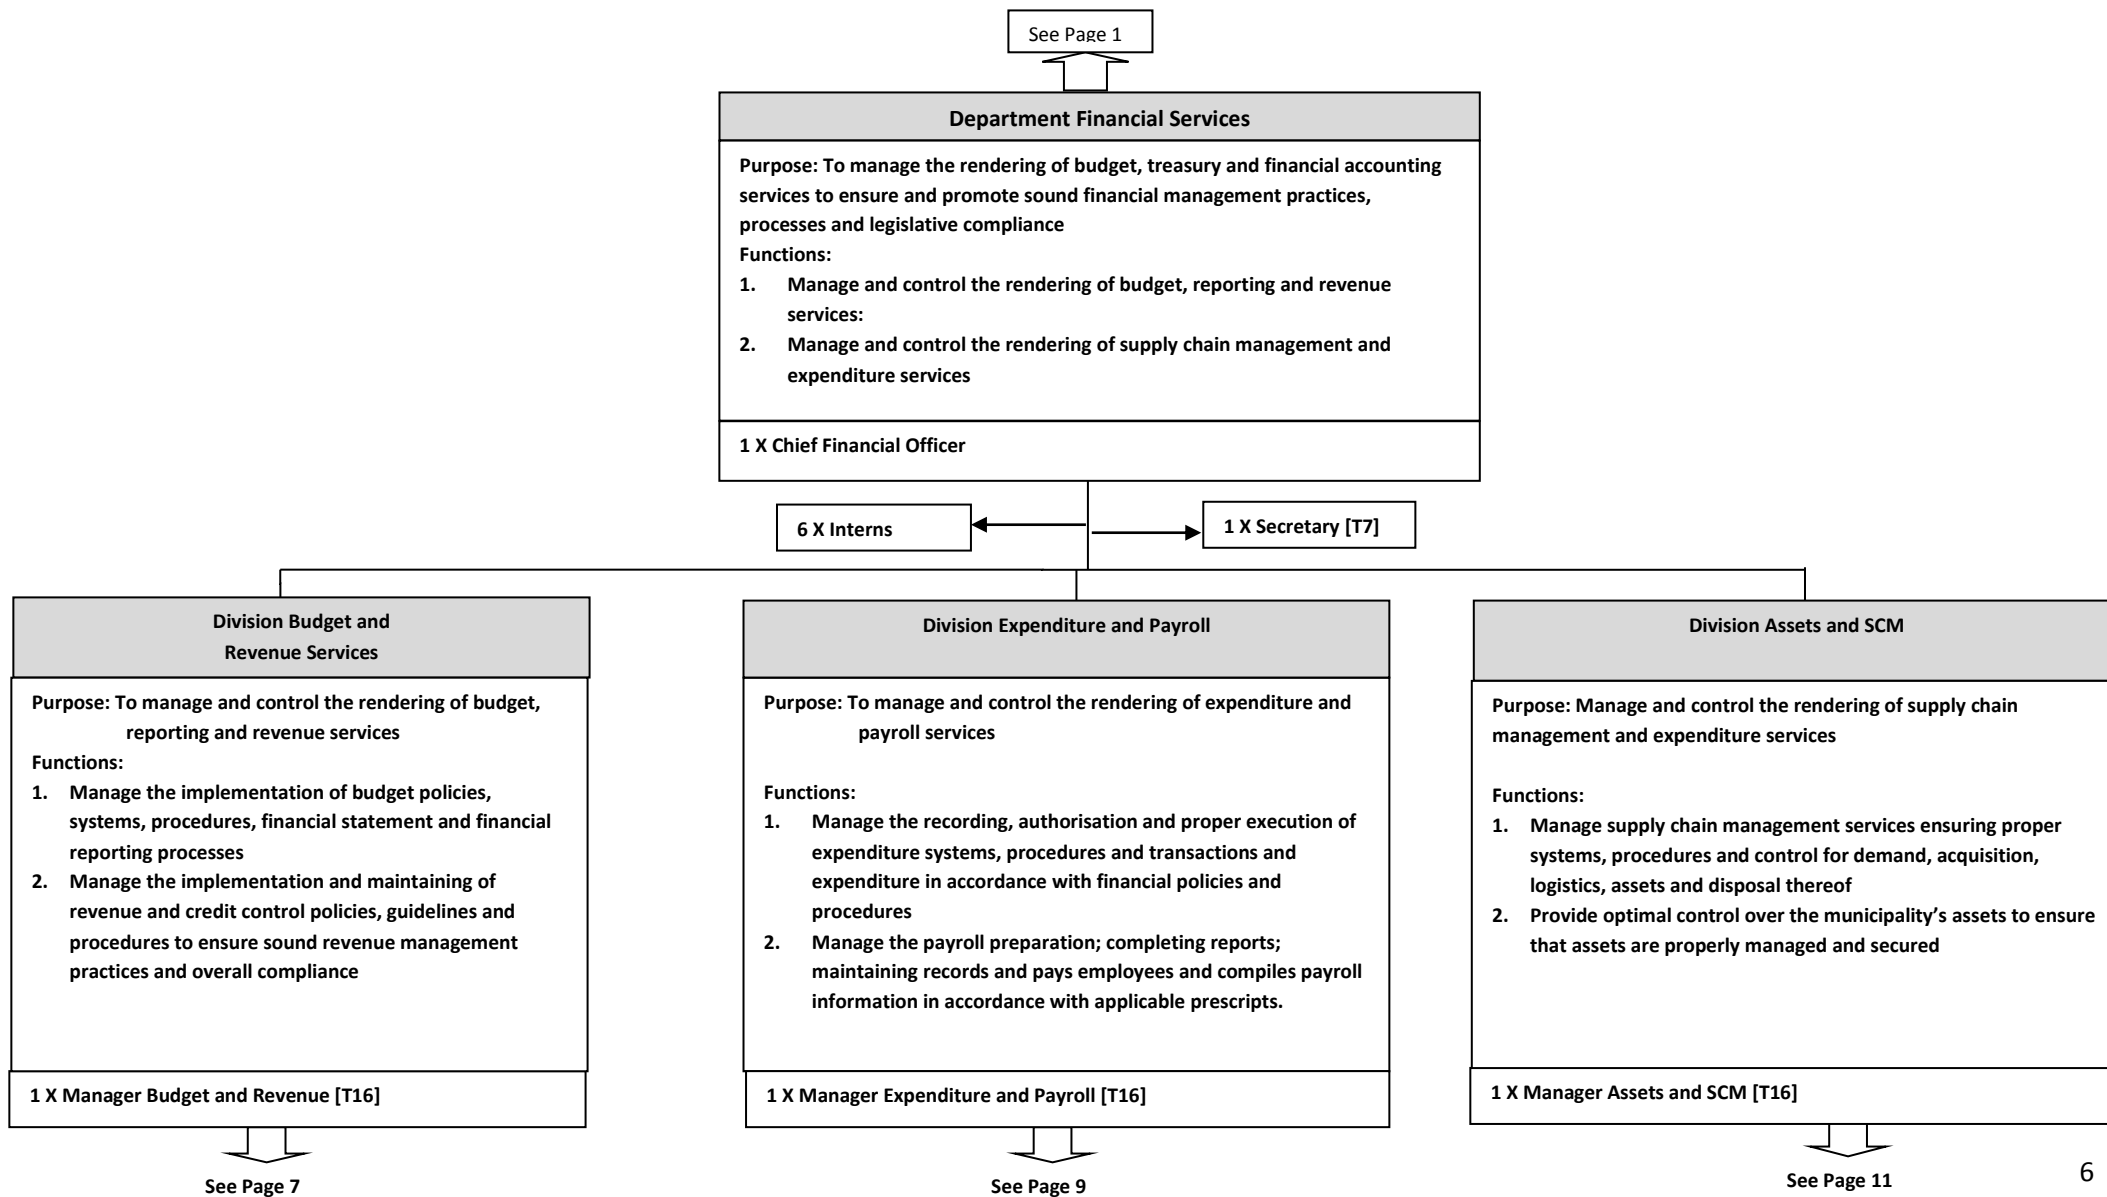 See Page 1
Department Financial Services
Purpose: To manage the rendering of budget, treasury and financial accounting
services to ensure and promote sound financial management practices,
processes and legislative compliance
Functions:
1. Manage and control the rendering of budget, reporting and revenue
services:
2. Manage and control the rendering of supply chain management and
expenditure services
1 X Chief Financial Officer
6 X Interns
1 X Secretary [T7]
Division Budget and
Revenue Services
Purpose: To manage and control the rendering of budget,
reporting and revenue services
Functions:
1. Manage the implementation of budget policies,
systems, procedures, financial statement and financial
reporting processes
2. Manage the implementation and maintaining of
revenue and credit control policies, guidelines and
procedures to ensure sound revenue management
practices and overall compliance
1 X Manager Budget and Revenue [T16]
See Page 7
Division Expenditure and Payroll
Purpose: To manage and control the rendering of expenditure and
payroll services
Functions:
1. Manage the recording, authorisation and proper execution of
expenditure systems, procedures and transactions and
expenditure in accordance with financial policies and
procedures
2. Manage the payroll preparation; completing reports;
maintaining records and pays employees and compiles payroll
information in accordance with applicable prescripts.
1 X Manager Expenditure and Payroll [T16]
See Page 9
Division Assets and SCM
Purpose: Manage and control the rendering of supply chain
management and expenditure services
Functions:
1. Manage supply chain management services ensuring proper
systems, procedures and control for demand, acquisition,
logistics, assets and disposal thereof
2. Provide optimal control over the municipality’s assets to ensure
that assets are properly managed and secured
1 X Manager Assets and SCM [T16]
See Page 11
6